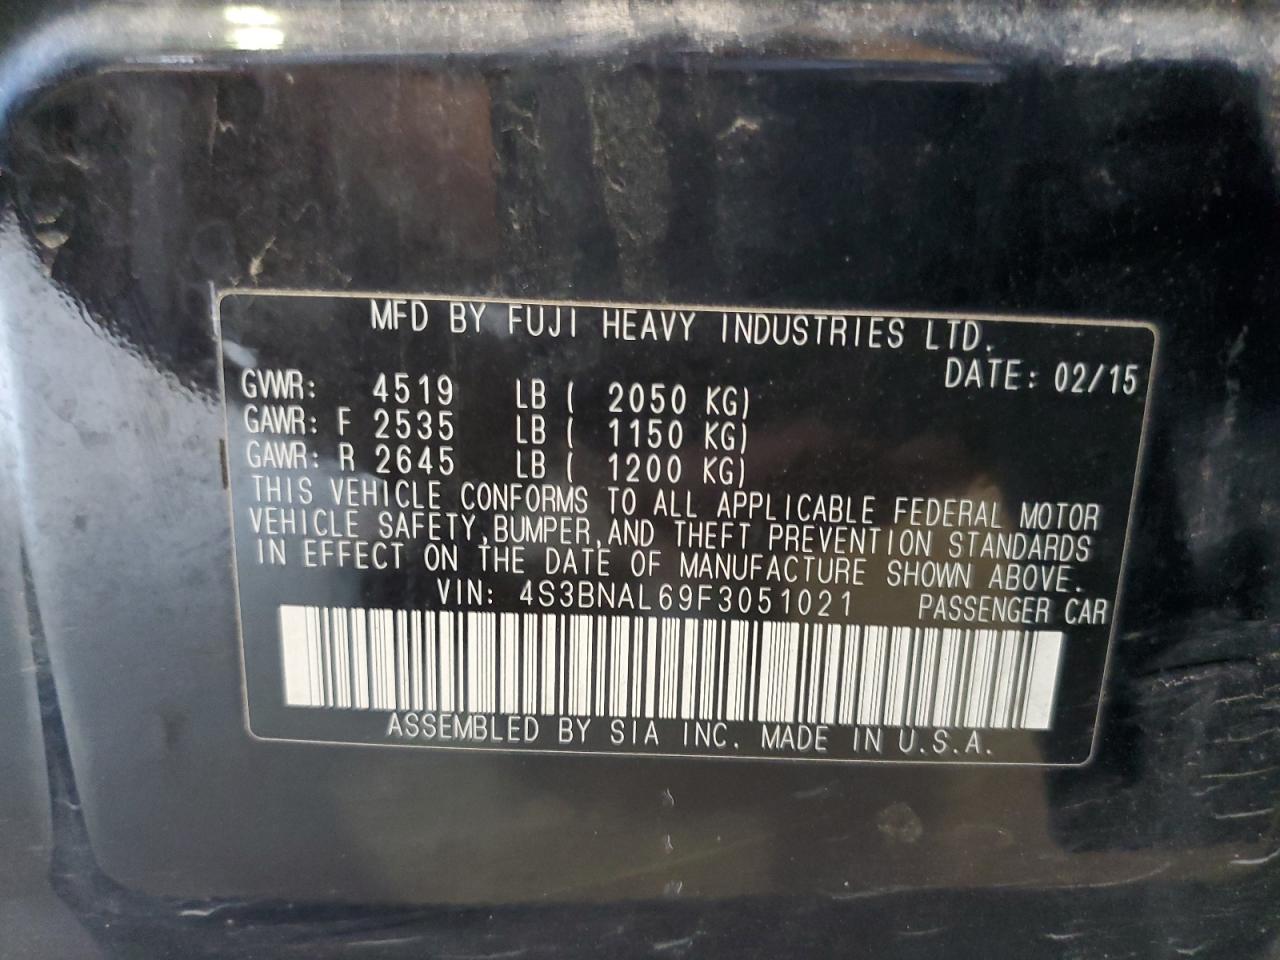 MFD BY FUJI HEAVY INDUSTRIES LTD.
DATE: 02/15
GVWR: 4519 LB ( 2050 KG)
GAWR: F 2535 LB ( 1150 KG)
GAWR: R 2645 LB ( 1200 KG)
THIS VEHICLE CONFORMS TO ALL APPLICABLE FEDERAL MOTOR
VEHICLE SAFETY,BUMPER,AND THEFT PREVENTION STANDARDS
IN EFFECT ON THE DATE OF MANUFACTURE SHOWN ABOVE.
VIN: 4S3BNAL69F3051021 PASSENGER CAR
ASSEMBLED BY SIA INC. MADE IN U.S.A.